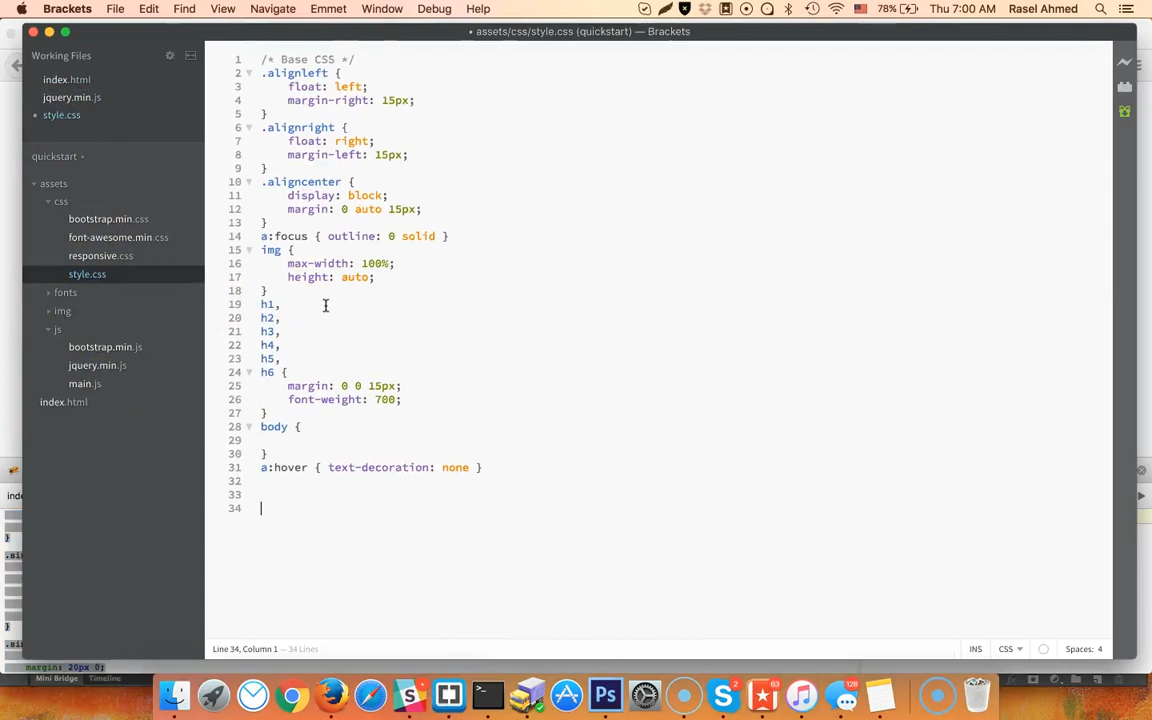 Brackets File Edit Find View Navigate Emmet Window Debug Help 78% Thu 7:00 AM Rasel Ahmed
• assets/css/style.css (quickstart) — Brackets
Working Files
index.html
jquery.min.js
• style.css
quickstart
assets
css
bootstrap.min.css
font-awesome.min.css
responsive.css
style.css
fonts
img
js
bootstrap.min.js
jquery.min.js
main.js
index.html
1 /* Base CSS */
2 .alignleft {
3 float: left;
4 margin-right: 15px;
5 }
6 .alignright {
7 float: right;
8 margin-left: 15px;
9 }
10 .aligncenter {
11 display: block;
12 margin: 0 auto 15px;
13 }
14 a:focus { outline: 0 solid }
15 img {
16 max-width: 100%;
17 height: auto;
18 }
19 h1,
20 h2,
21 h3,
22 h4,
23 h5,
24 h6 {
25 margin: 0 0 15px;
26 font-weight: 700;
27 }
28 body {
29
30 }
31 a:hover { text-decoration: none }
32
33
34
Line 34, Column 1 — 34 Lines
INS CSS Spaces: 4
inde
}
.sin
}
.sin
margin: 20px 0;
Mini Bridge Timeline
Ps
2
63
128